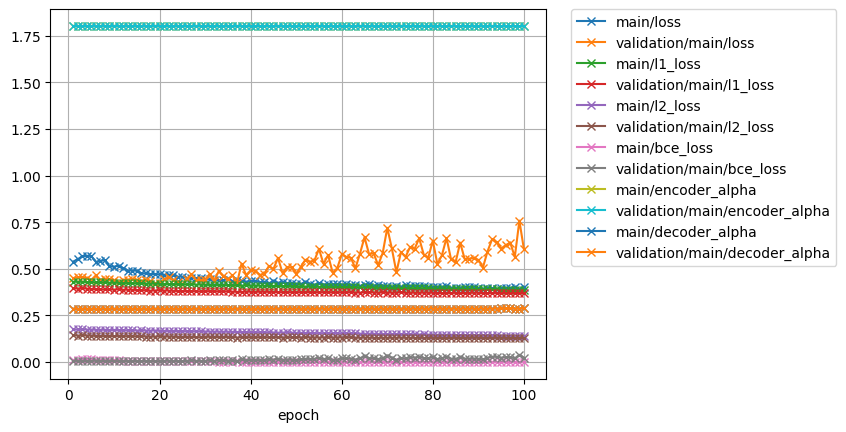 1.75
1.50
1.25
1.00
0.75
0.50
0.25
0.00
0 20 40 60 80 100
epoch
main/loss
validation/main/loss
main/l1_loss
validation/main/l1_loss
main/l2_loss
validation/main/l2_loss
main/bce_loss
validation/main/bce_loss
main/encoder_alpha
validation/main/encoder_alpha
main/decoder_alpha
validation/main/decoder_alpha